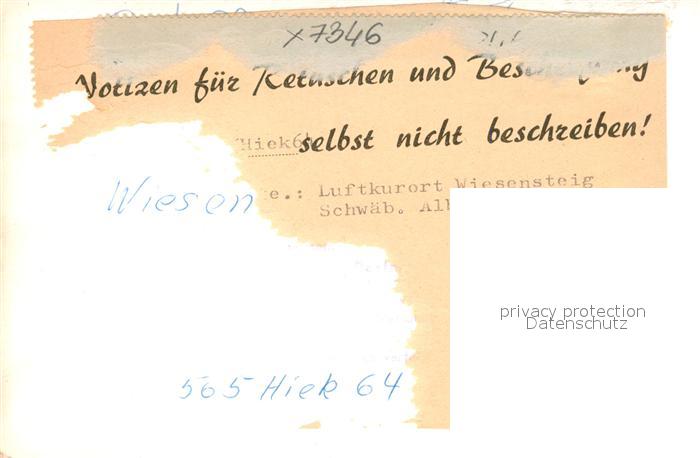 x7346
Notizen für Retuschen und
Hiek6 selbst nicht beschreiben!
Wiesen e.: Luftkurort Wiesensteig
Schwäb. Alb
privacy protection
Datenschutz
565 Hiek 64